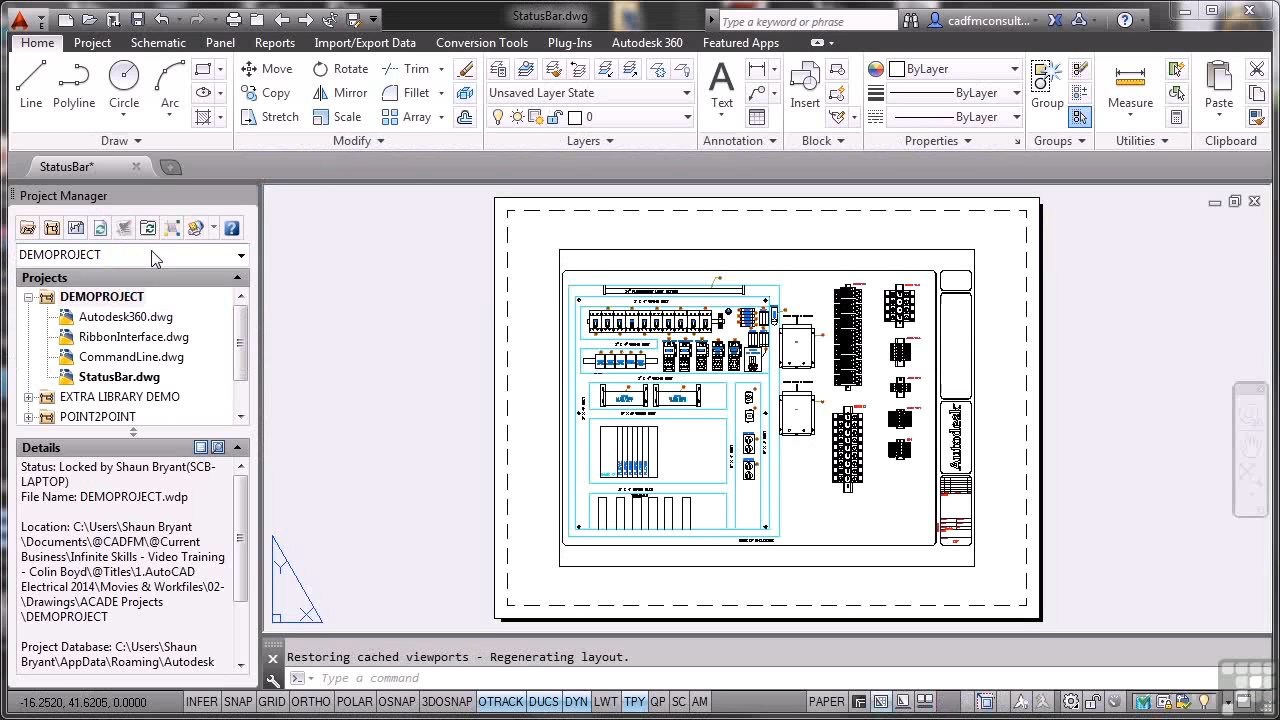 StatusBar.dwg
Type a keyword or phrase
cadfmconsult...
Home Project Schematic Panel Reports Import/Export Data Conversion Tools Plug-Ins Autodesk 360 Featured Apps
Line Polyline Circle Arc
Move Rotate Trim
Copy Mirror Fillet
Stretch Scale Array
Unsaved Layer State
0
Text
Insert
ByLayer
ByLayer
ByLayer
Group
Measure
Paste
Draw Modify Layers Annotation Block Properties Groups Utilities Clipboard
StatusBar*
Project Manager
DEMOPROJECT
Projects
DEMOPROJECT
Autodesk360.dwg
RibbonInterface.dwg
CommandLine.dwg
StatusBar.dwg
EXTRA LIBRARY DEMO
POINT2POINT
Details
Status: Locked by Shaun Bryant(SCB-
LAPTOP)
File Name: DEMOPROJECT.wdp
Location: C:\Users\Shaun Bryant
\Documents\@CADFM\@Current
Business\Infinite Skills - Video Training
- Colin Boyd\@Titles\1.AutoCAD
Electrical 2014\Movies & Workfiles\02-
\Drawings\ACADE Projects
\DEMOPROJECT
Project Database: C:\Users\Shaun
Bryant\AppData\Roaming\Autodesk
Autodesk
Y
X
Restoring cached viewports - Regenerating layout.
Type a command
-16.2520, 41.6205, 0.0000 INFER SNAP GRID ORTHO POLAR OSNAP 3DOSNAP OTRACK DUCS DYN LWT TPY QP SC AM PAPER